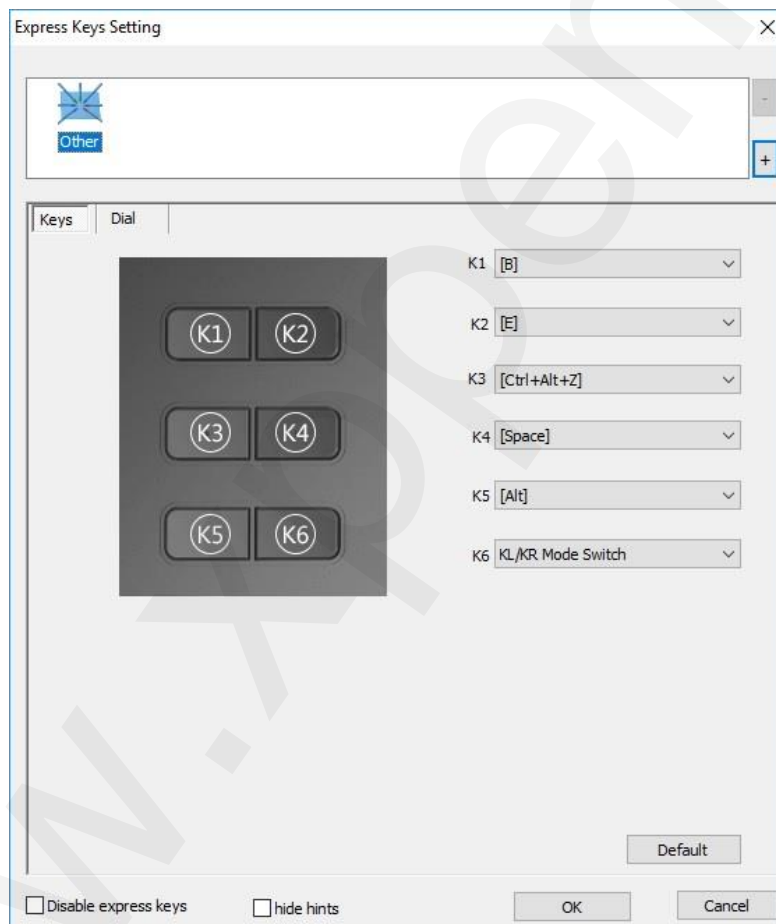 Express Keys Setting
Other
-
+
Keys Dial
K1 [B]
K2 [E]
K3 [Ctrl+Alt+Z]
K4 [Space]
K5 [Alt]
K6 KL/KR Mode Switch
K1 K2
K3 K4
K5 K6
Default
Disable express keys hide hints OK Cancel
w.xppen